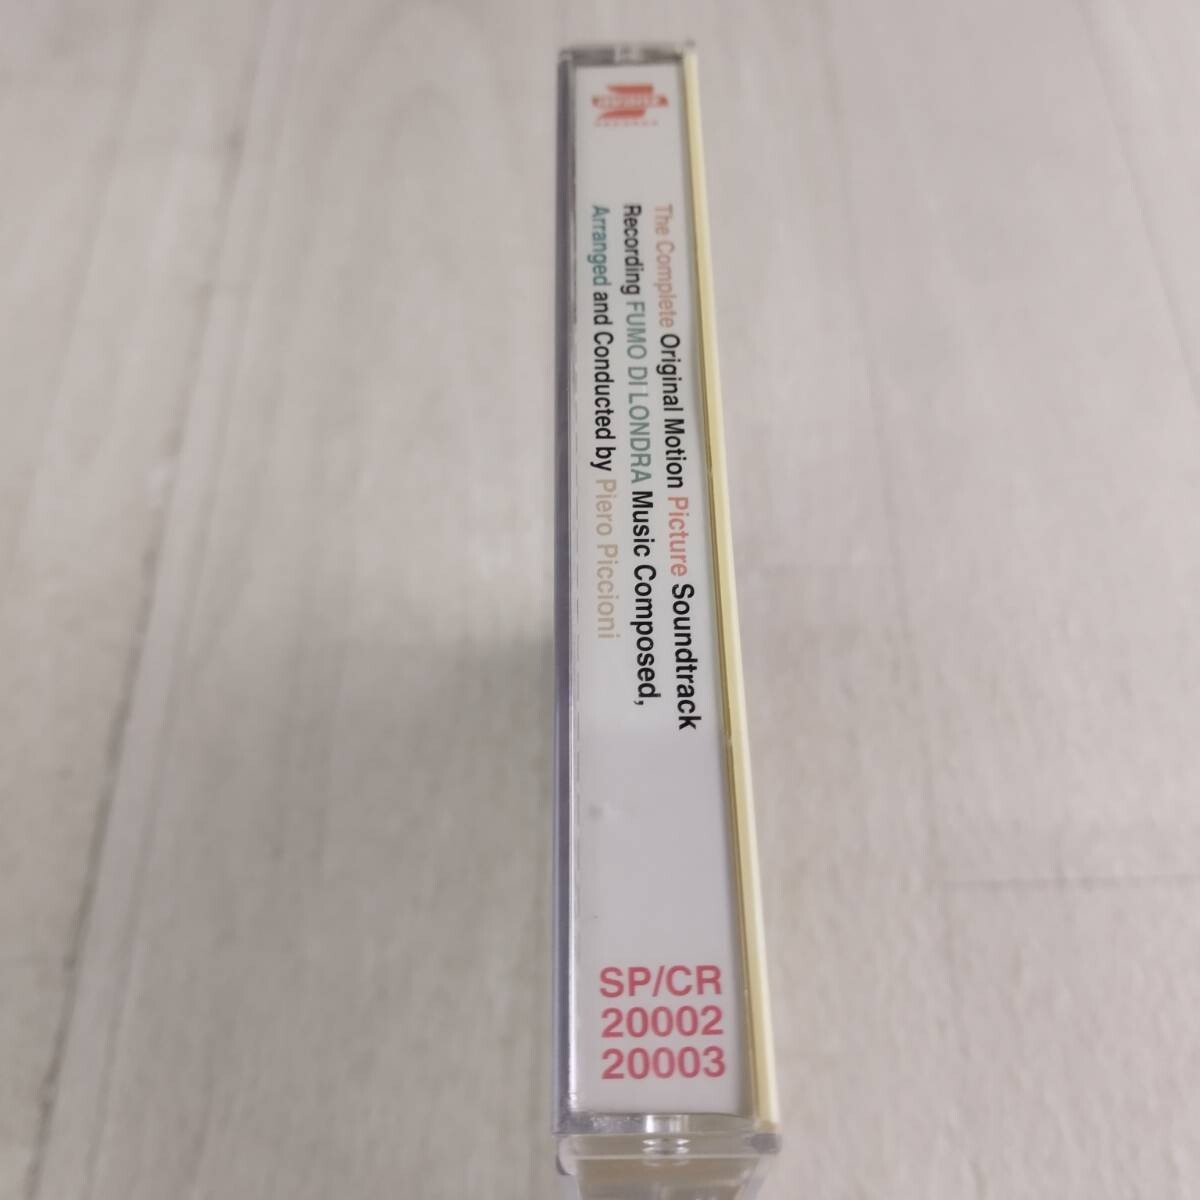 The Complete Original Motion Picture Soundtrack
Recording FUMO DI LONDRA Music Composed,
Arranged and Conducted by Piero Piccioni
SP/CR
20002
20003